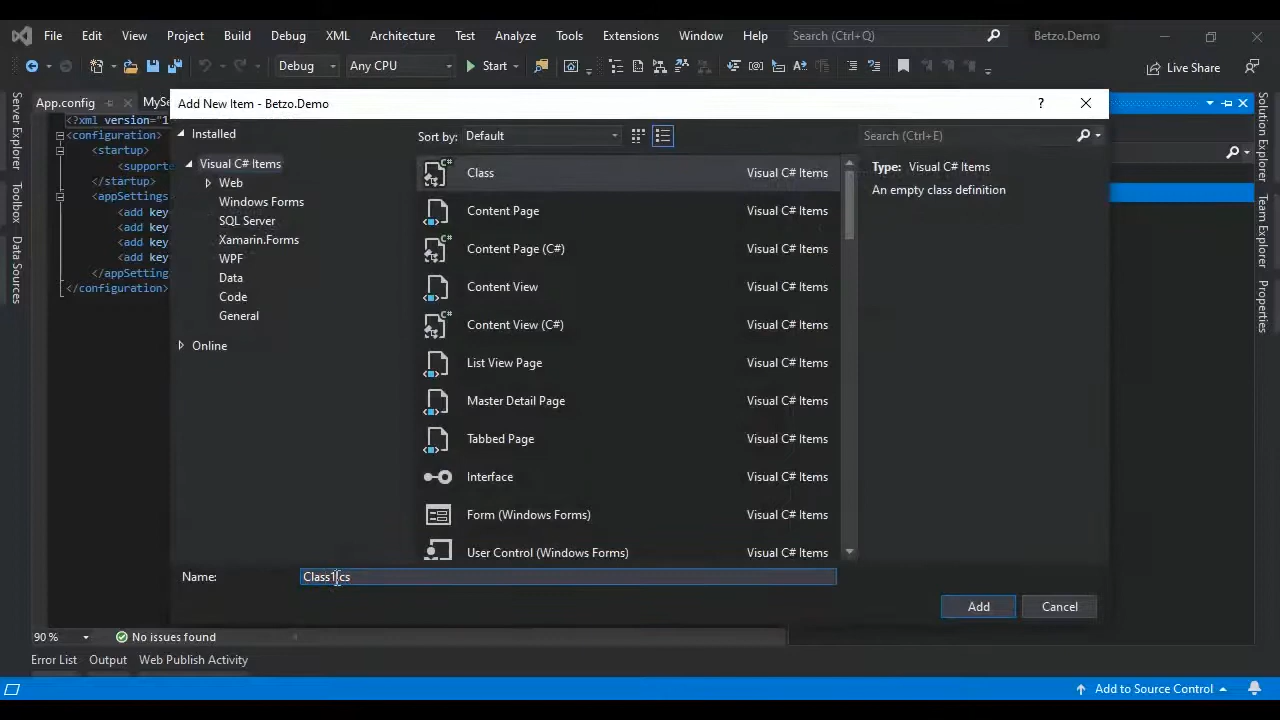 File Edit View Project Build Debug XML Architecture Test Analyze Tools Extensions Window Help Search (Ctrl+Q) Betzo.Demo
Debug Any CPU Start Live Share
App.config MySe
Add New Item - Betzo.Demo ?
Server Explorer
Toolbox
Data Sources
Solution Explorer
Team Explorer
Properties
<?xml version="1
<configuration>
<startup>
<supporte
</startup>
<appSettings
<add key
<add key
<add key
<add key
</appSetting
</configuration>
Installed
Visual C# Items
Web
Windows Forms
SQL Server
Xamarin.Forms
WPF
Data
Code
General
Online
Sort by: Default
Search (Ctrl+E)
Class Visual C# Items
Content Page Visual C# Items
Content Page (C#) Visual C# Items
Content View Visual C# Items
Content View (C#) Visual C# Items
List View Page Visual C# Items
Master Detail Page Visual C# Items
Tabbed Page Visual C# Items
Interface Visual C# Items
Form (Windows Forms) Visual C# Items
User Control (Windows Forms) Visual C# Items
Type: Visual C# Items
An empty class definition
Name: Class1.cs
Add Cancel
90 % No issues found
Error List Output Web Publish Activity
Add to Source Control